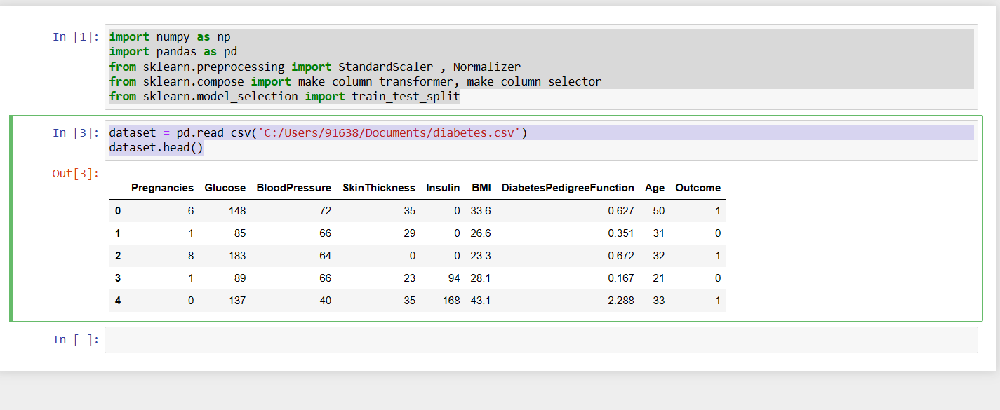 In [1]: import numpy as np
import pandas as pd
from sklearn.preprocessing import StandardScaler , Normalizer
from sklearn.compose import make_column_transformer, make_column_selector
from sklearn.model_selection import train_test_split
In [3]: dataset = pd.read_csv('C:/Users/91638/Documents/diabetes.csv')
dataset.head()
Out[3]:
Pregnancies Glucose BloodPressure SkinThickness Insulin BMI DiabetesPedigreeFunction Age Outcome
0 6 148 72 35 0 33.6 0.627 50 1
1 1 85 66 29 0 26.6 0.351 31 0
2 8 183 64 0 0 23.3 0.672 32 1
3 1 89 66 23 94 28.1 0.167 21 0
4 0 137 40 35 168 43.1 2.288 33 1
In [ ]: